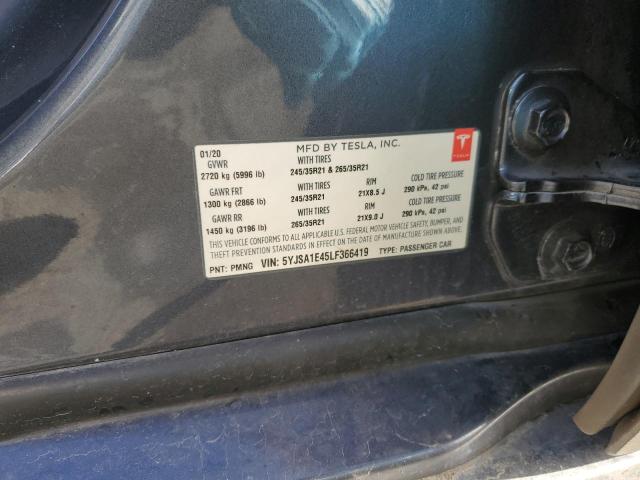 01/20 MFD BY TESLA, INC.
GVWR WITH TIRES
2720 kg (5996 lb) 245/35R21 & 265/35R21
GAWR FRT WITH TIRES RIM COLD TIRE PRESSURE
1300 kg (2866 lb) 245/35R21 21X8.5 J 290 kPa, 42 psi
GAWR RR WITH TIRES RIM COLD TIRE PRESSURE
1450 kg (3196 lb) 265/35R21 21X9.0 J 290 kPa, 42 psi
THIS VEHICLE CONFORMS TO ALL APPLICABLE U.S. FEDERAL MOTOR VEHICLE SAFETY, BUMPER, AND
THEFT PREVENTION STANDARDS IN EFFECT ON THE DATE OF MANUFACTURE SHOWN ABOVE.
PNT: PMNG VIN: 5YJSA1E45LF366419 TYPE: PASSENGER CAR
TESLA